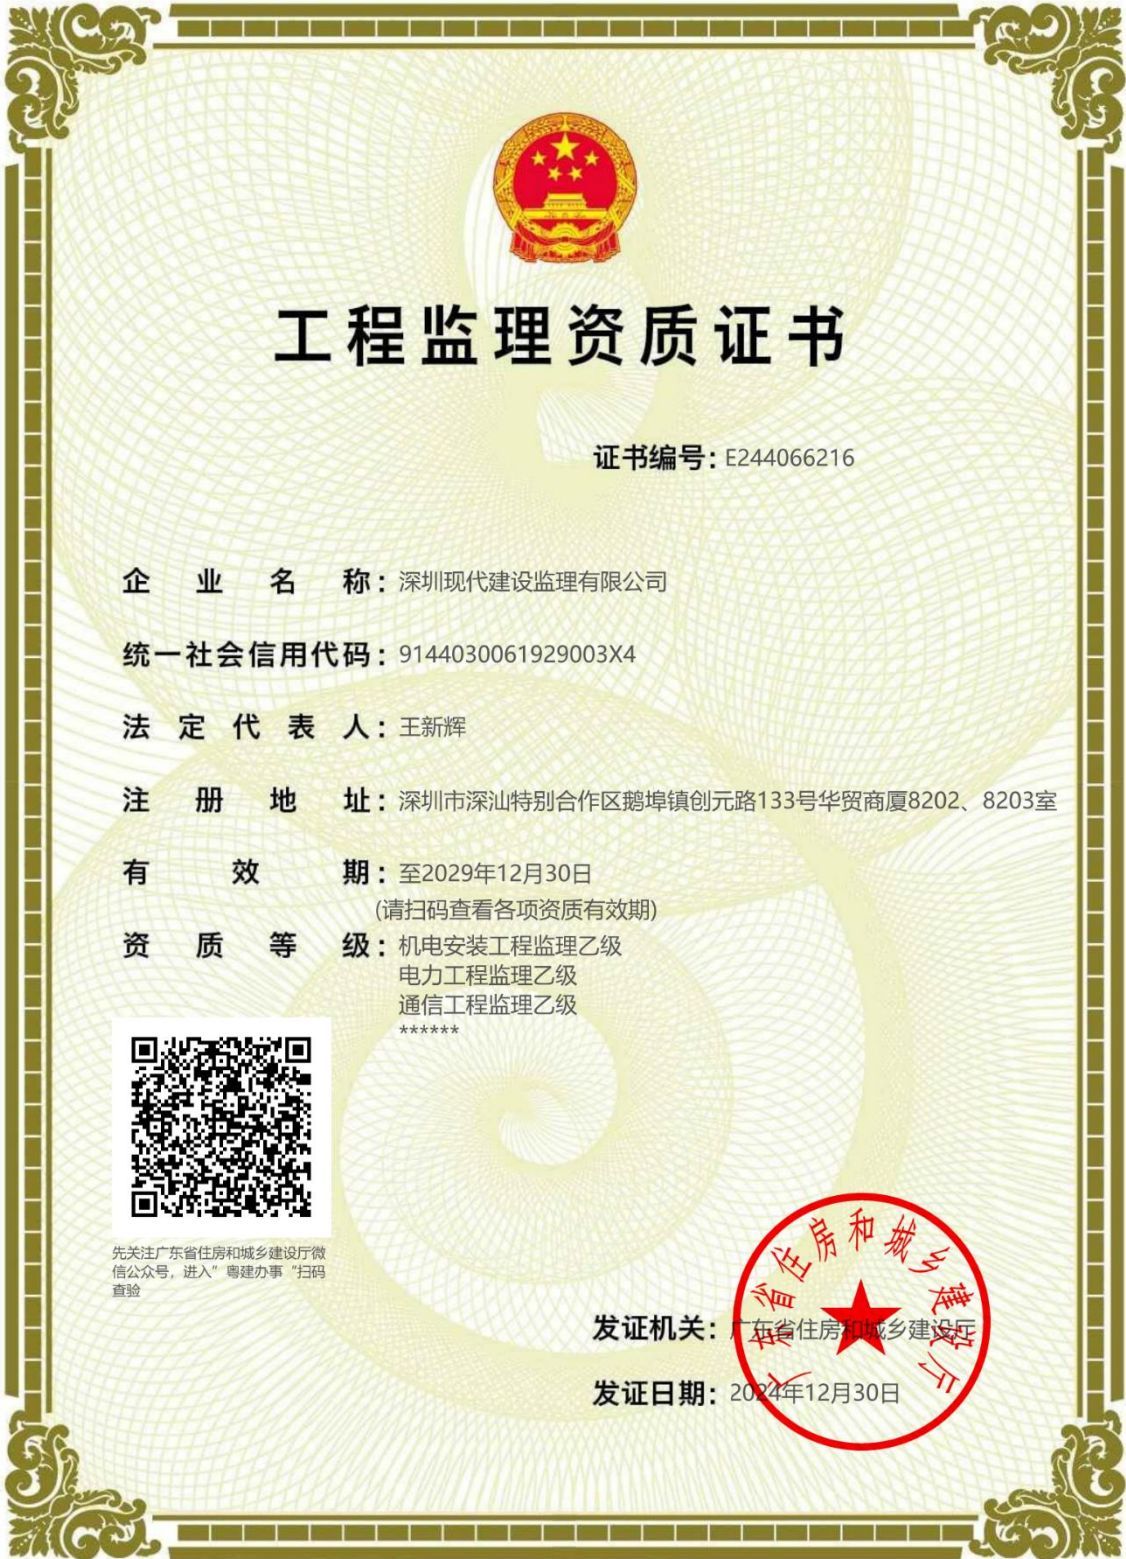 工程监理资质证书
证书编号：E244066216
企业名称：深圳现代建设监理有限公司
统一社会信用代码：9144030061929003X4
法定代表人：王新辉
注册地址：深圳市深汕特别合作区鹅埠镇创元路133号华贸商厦8202、8203室
有效期：至2029年12月30日
(请扫码查看各项资质有效期)
资质等级：机电安装工程监理乙级
电力工程监理乙级
通信工程监理乙级
******
先关注广东省住房和城乡建设厅微
信公众号，进入“粤建办事“扫码
查验
发证机关：广东省住房和城乡建设厅
发证日期：2024年12月30日
广东省住房和城乡建设厅